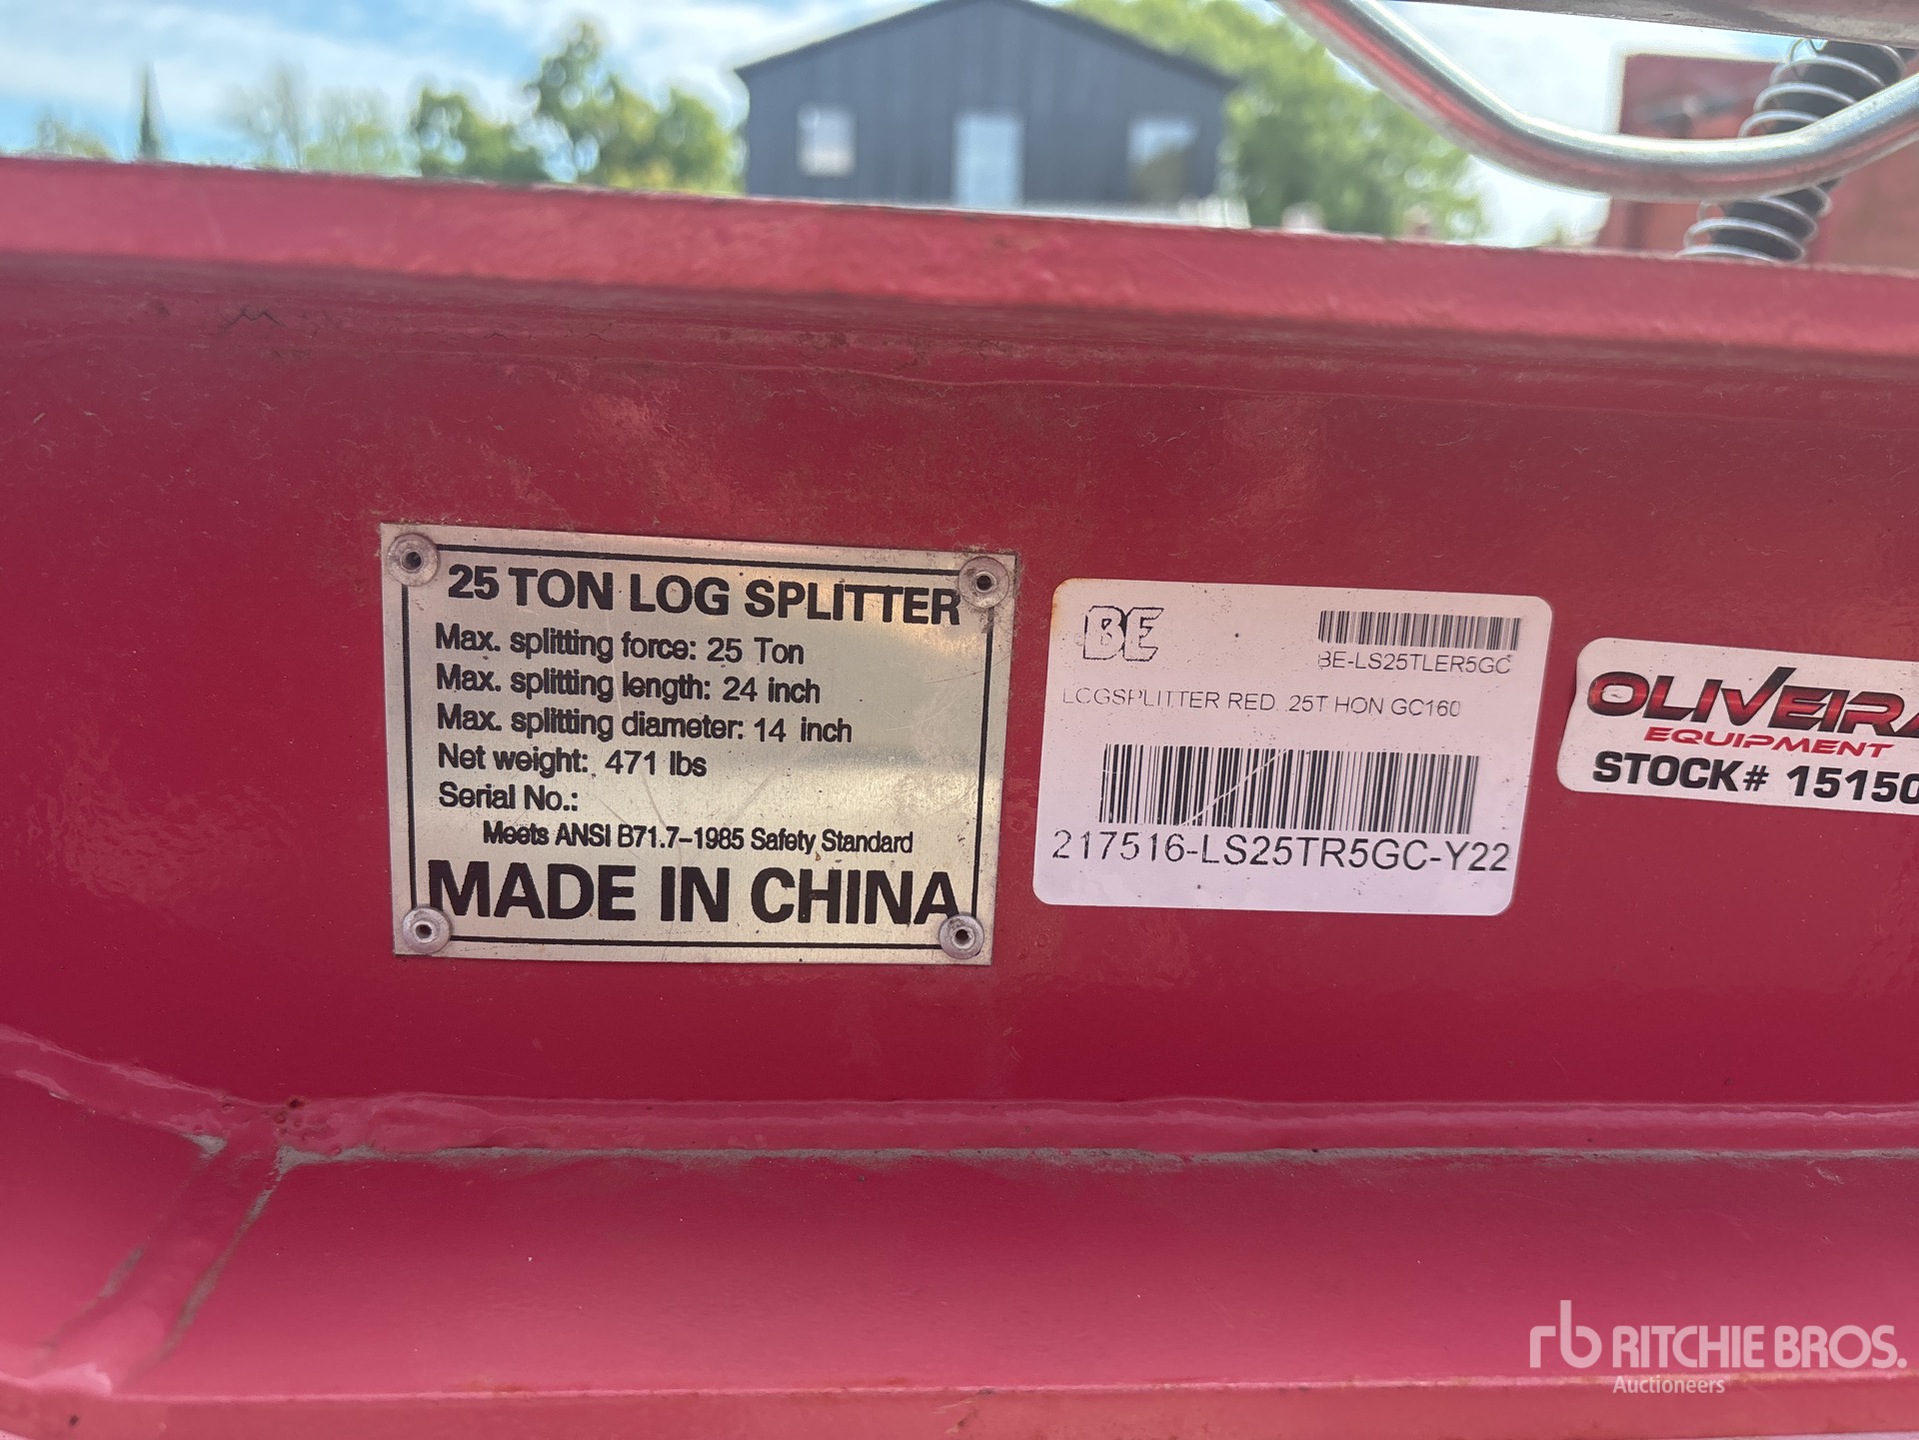 25 TON LOG SPLITTER
Max. splitting force: 25 Ton
Max. splitting length: 24 inch
Max. splitting diameter: 14 inch
Net weight: 471 lbs
Serial No.:
Meets ANSI B71.7-1985 Safety Standard
MADE IN CHINA
BE
BE-LS25TLER5GC
LOGSPLITTER RED, 25T HON GC160
217516-LS25TR5GC-Y22
OLIVEIRA
EQUIPMENT
STOCK# 15150
rb RITCHIE BROS.
Auctioneers